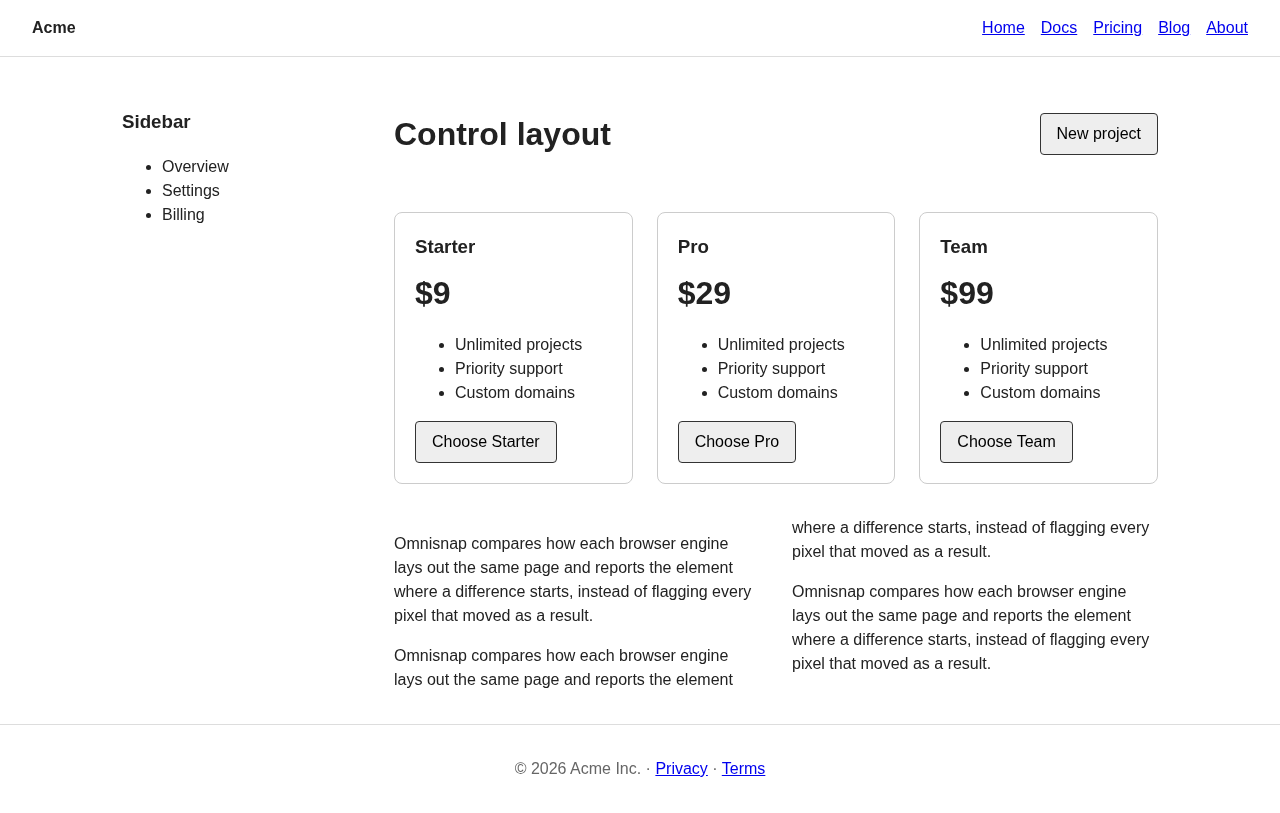 Acme
Home Docs Pricing Blog About
Sidebar
Overview
Settings
Billing
Control layout
New project
Starter
$9
Unlimited projects
Priority support
Custom domains
Choose Starter
Pro
$29
Unlimited projects
Priority support
Custom domains
Choose Pro
Team
$99
Unlimited projects
Priority support
Custom domains
Choose Team
Omnisnap compares how each browser engine
lays out the same page and reports the element
where a difference starts, instead of flagging every
pixel that moved as a result.
Omnisnap compares how each browser engine
lays out the same page and reports the element
where a difference starts, instead of flagging every
pixel that moved as a result.
Omnisnap compares how each browser engine
lays out the same page and reports the element
where a difference starts, instead of flagging every
pixel that moved as a result.
© 2026 Acme Inc. · Privacy · Terms